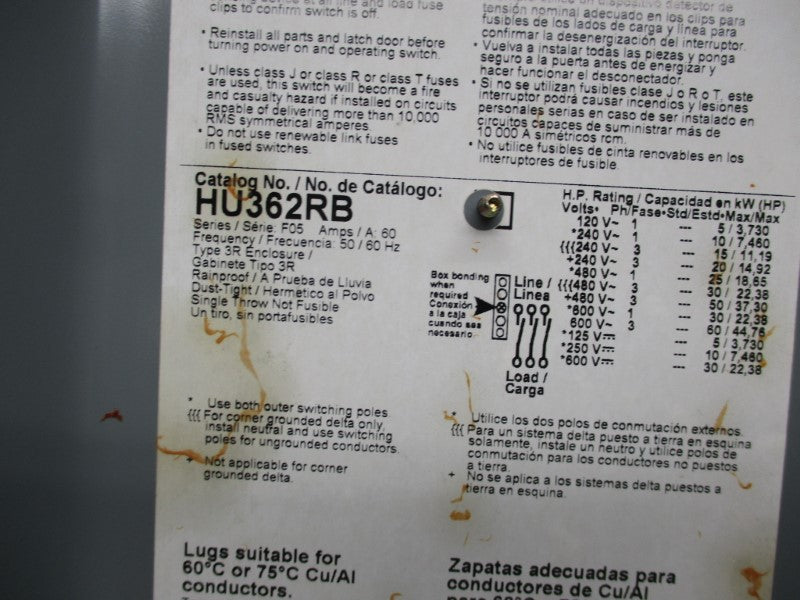 clips to confirm switch is off.
• Reinstall all parts and latch door before
turning power on and operating switch.
• Unless class J or class R or class T fuses
are used, this switch will become a fire
and casualty hazard if installed on circuits
capable of delivering more than 10,000
RMS symmetrical amperes.
• Do not use renewable link fuses
in fused switches.
tensión nominal adecuado en los clips para
fusibles de los lados de carga y línea para
confirmar la desenergización del interruptor.
• Vuelva a instalar todas las piezas y ponga
seguro a la puerta antes de energizar y
hacer funcionar el desconectador.
• Si no se utilizan fusibles clase J o R o T, este
interruptor podrá causar incendios y lesiones
personales serias en caso de ser instalado en
circuitos capaces de suministrar más de
10 000 A simétricos rcm.
• No utilice fusibles de cinta renovables en los
interruptores de fusible.
Catalog No. / No. de Catálogo:
HU362RB
Series / Série: F05 Amps / A: 60
Frequency / Frecuencia: 50 / 60 Hz
Type 3R Enclosure /
Gabinete Tipo 3R
Rainproof / A Prueba de Lluvia
Dust-Tight / Hermético al Polvo
Single Throw Not Fusible
Un tiro, sin portafusibles
Box bonding
when
required
Conexión
a la caja
cuando sea
necesario
Line /
Línea
Load /
Carga
H.P. Rating / Capacidad en kW (HP)
Volts• Ph/Fase• Std/Estd• Max/Max
120 V~ 1 --- 5 / 3,730
*240 V~ 1 --- 10 / 7,460
{{{240 V~ 3 --- 15 / 11,19
+240 V~ 3 --- 20 / 14,92
*480 V~ 1 --- 25 / 18,65
{{{480 V~ 3 --- 30 / 22,38
+480 V~ 3 --- 50 / 37,30
*600 V~ 1 --- 30 / 22,38
600 V~ 3 --- 60 / 44,76
*125 V⎓ --- 5 / 3,730
*250 V⎓ --- 10 / 7,460
*600 V⎓ --- 30 / 22,38
* Use both outer switching poles
{{{ For corner grounded delta only,
install neutral and use switching
poles for ungrounded conductors.
+ Not applicable for corner
grounded delta.
* Utilice los dos polos de conmutación externos
{{{ Para un sistema delta puesto a tierra en esquina
solamente, instale un neutro y utilice polos de
conmutación para los conductores no puestos
a tierra
+ No se aplica a los sistemas delta puestos a
tierra en esquina.
Lugs suitable for
60°C or 75°C Cu/Al
conductors.
Zapatas adecuadas para
conductores de Cu/Al